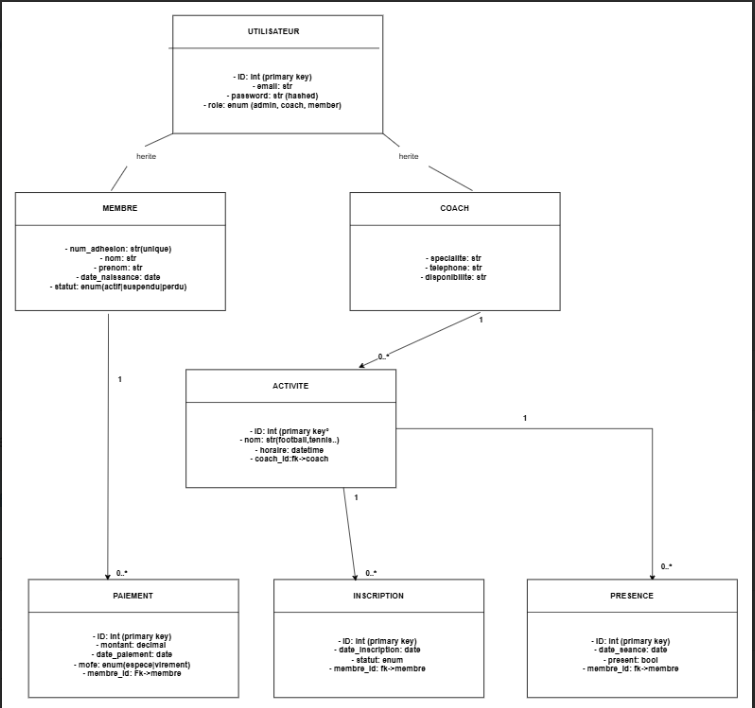 UTILISATEUR
- ID: int (primary key)
- email: str
- password: str (hashed)
- role: enum (admin, coach, member)
herite
herite
MEMBRE
- num_adhesion: str(unique)
- nom: str
- prenom: str
- date_naissance: date
- statut: enum(actif|suspendu|perdu)
COACH
- specialite: str
- telephone: str
- disponibilite: str
1
0..*
1
ACTIVITE
- ID: int (primary key*
- nom: str(football,tennis..)
- horaire: datetime
- coach_id:fk->coach
1
1
0..*
0..*
0..*
PAIEMENT
- ID: int (primary key)
- montant: decimal
- date_paiement: date
- mofe: enum(espece|virement)
- membre_id: Fk->membre
INSCRIPTION
- ID: int (primary key)
- date_inscription: date
- statut: enum
- membre_id: fk->membre
PRESENCE
- ID: int (primary key)
- date_seance: date
- present: bool
- membre_id: fk->membre